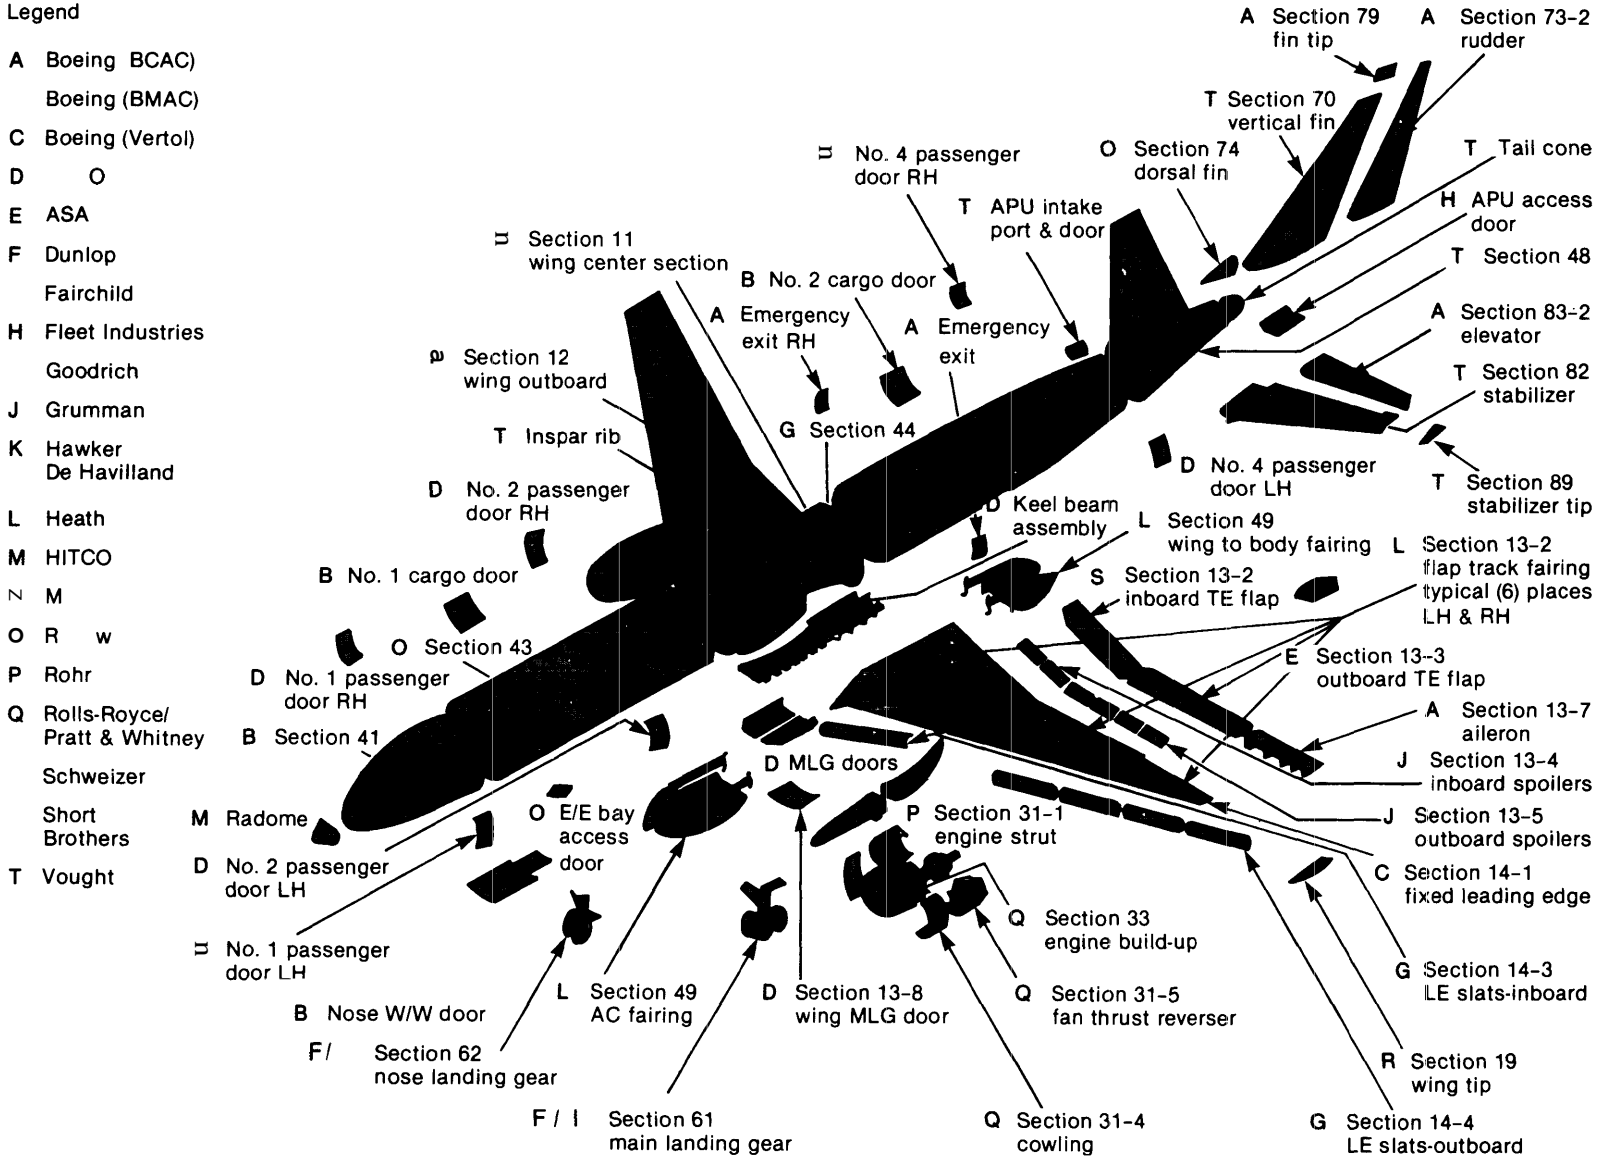 Legend
A Boeing BCAC)
Boeing (BMAC)
C Boeing (Vertol)
D O
E ASA
F Dunlop
Fairchild
H Fleet Industries
Goodrich
J Grumman
K Hawker
De Havilland
L Heath
M HITCO
N M
O R w
P Rohr
Q Rolls-Royce/
Pratt & Whitney
Schweizer
Short
Brothers
T Vought
A Section 79
fin tip
A Section 73-2
rudder
T Section 70
vertical fin
O Section 74
dorsal fin
T Tail cone
No. 4 passenger
door RH
H APU access
door
T APU intake
port & door
Section 11
wing center section
T Section 48
B No. 2 cargo door
A Emergency
exit RH
A Emergency
exit
A Section 83-2
elevator
Section 12
wing outboard
T Section 82
stabilizer
G Section 44
T Inspar rib
D No. 4 passenger
door LH
D No. 2 passenger
door RH
T Section 89
stabilizer tip
D Keel beam
assembly
L Section 49
wing to body fairing
L Section 13-2
flap track fairing
typical (6) places
LH & RH
B No. 1 cargo door
S Section 13-2
inboard TE flap
O Section 43
D No. 1 passenger
door RH
E Section 13-3
outboard TE flap
B Section 41
A Section 13-7
aileron
D MLG doors
J Section 13-4
inboard spoilers
M Radome
O E/E bay
access
door
P Section 31-1
engine strut
J Section 13-5
outboard spoilers
D No. 2 passenger
door LH
C Section 14-1
fixed leading edge
No. 1 passenger
door LH
Q Section 33
engine build-up
G Section 14-3
LE slats-inboard
L Section 49
AC fairing
D Section 13-8
wing MLG door
Q Section 31-5
fan thrust reverser
B Nose W/W door
F/ Section 62
nose landing gear
R Section 19
wing tip
F / I Section 61
main landing gear
Q Section 31-4
cowling
G Section 14-4
LE slats-outboard